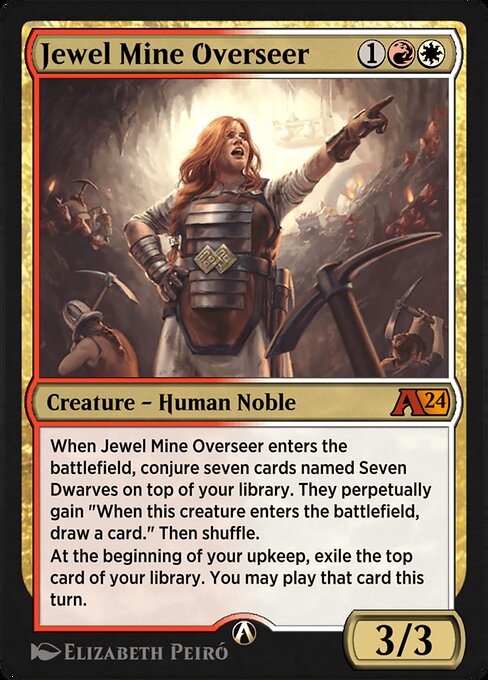 Jewel Mine Overseer 1
Creature – Human Noble A24
When Jewel Mine Overseer enters the
battlefield, conjure seven cards named Seven
Dwarves on top of your library. They perpetually
gain "When this creature enters the battlefield,
draw a card." Then shuffle.
At the beginning of your upkeep, exile the top
card of your library. You may play that card this
turn.
3/3
Elizabeth Peiró